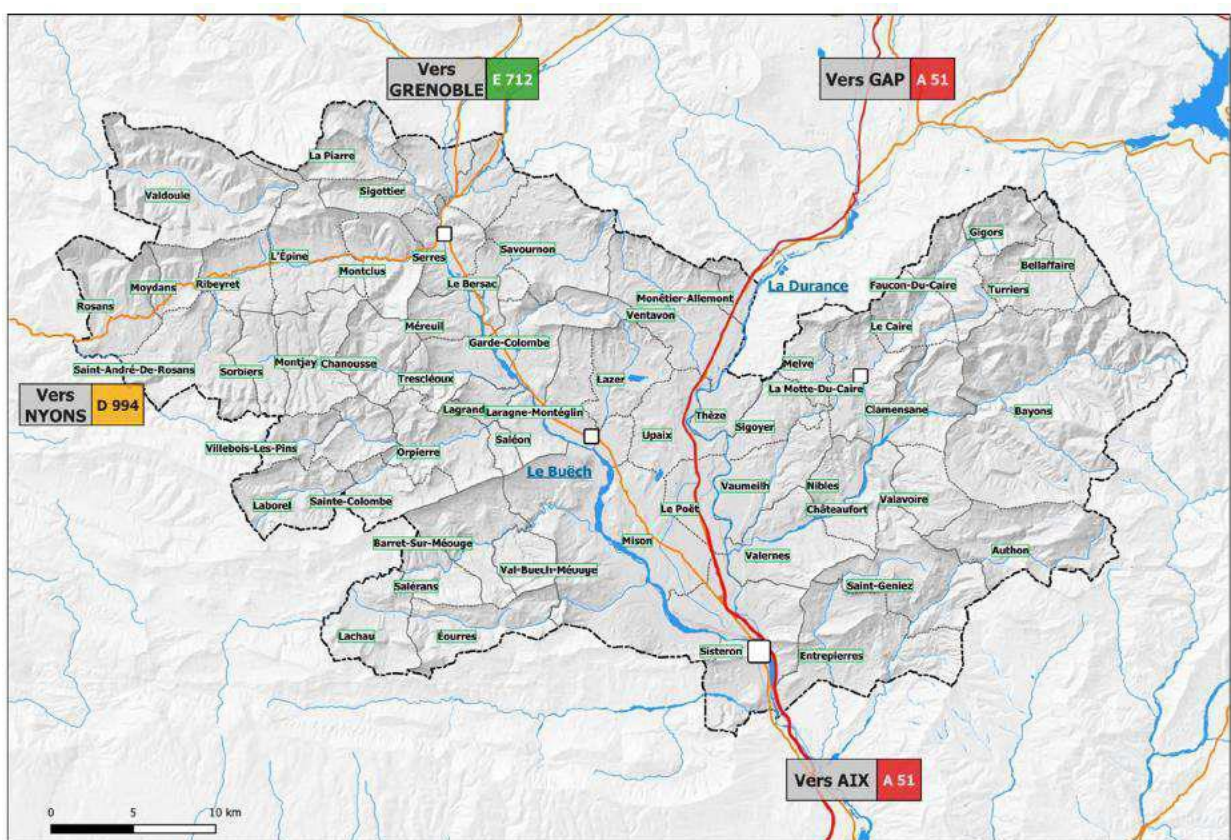 Vers
GRENOBLE
E 712
Vers GAP
A 51
La Piarre
Valdoule
Sigottier
Gigors
L'Épine
Serres
Savournon
Bellaffaire
Montclus
Moydans
Ribeyret
Le Bersac
La Durance
Faucon-Du-Caire
Turriers
Rosans
Monêtier-Allemont
Ventavon
Méreuil
Le Caire
Garde-Colombe
Saint-André-De-Rosans
Sorbiers
Montjay
Chanousse
Melve
Trescléoux
Lazer
La Motte-Du-Caire
Vers
NYONS
D 994
Lagrand
Laragne-Montéglin
Thèze
Clamensane
Bayons
Sigoyer
Villebois-Les-Pins
Saléon
Upaix
Orpierre
Le Buëch
Vaumeilh
Nibles
Laborel
Sainte-Colombe
Valavoire
Le Poët
Châteaufort
Barret-Sur-Méouge
Mison
Valernes
Authon
Val-Buëch-Méouge
Salérans
Saint-Geniez
Lachau
Éourres
Sisteron
Entrepierres
Vers AIX
A 51
0 5 10 km